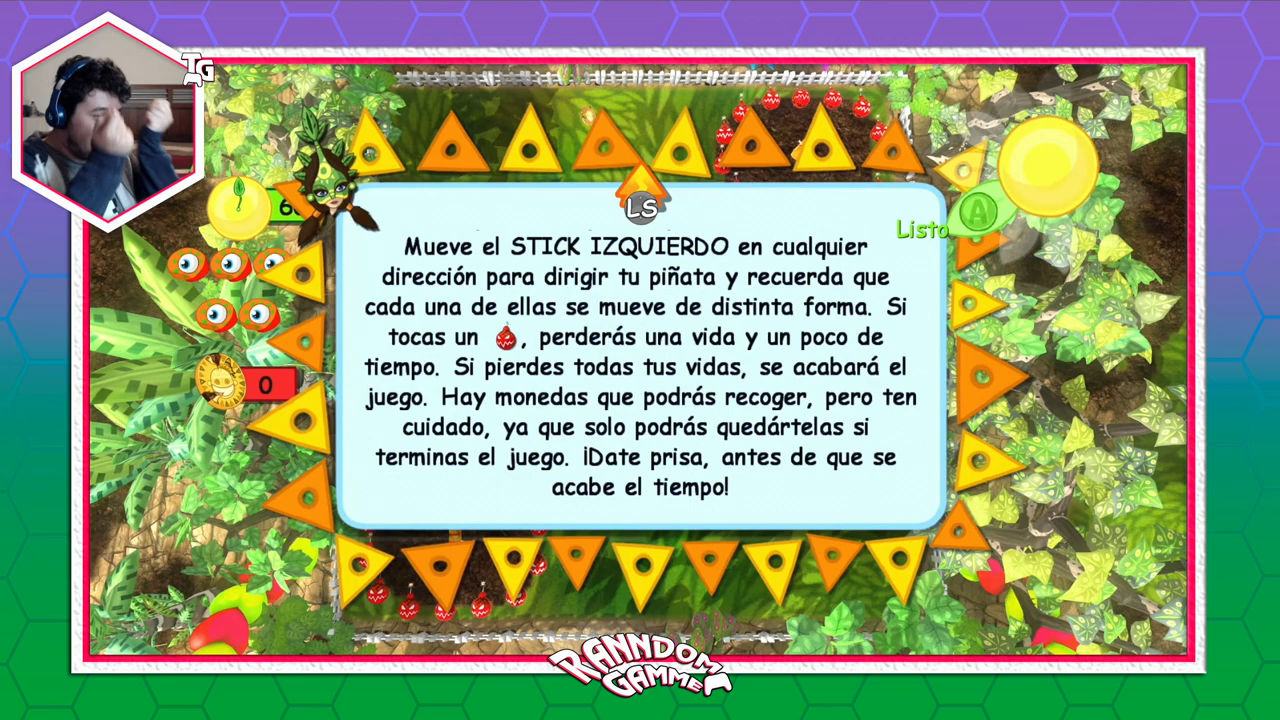 TG
LS
6
Listo
A
Mueve el STICK IZQUIERDO en cualquier
dirección para dirigir tu piñata y recuerda que
cada una de ellas se mueve de distinta forma. Si
tocas un , perderás una vida y un poco de
tiempo. Si pierdes todas tus vidas, se acabará el
juego. Hay monedas que podrás recoger, pero ten
cuidado, ya que solo podrás quedártelas si
terminas el juego. ¡Date prisa, antes de que se
acabe el tiempo!
0
RANNDOM
GAMME